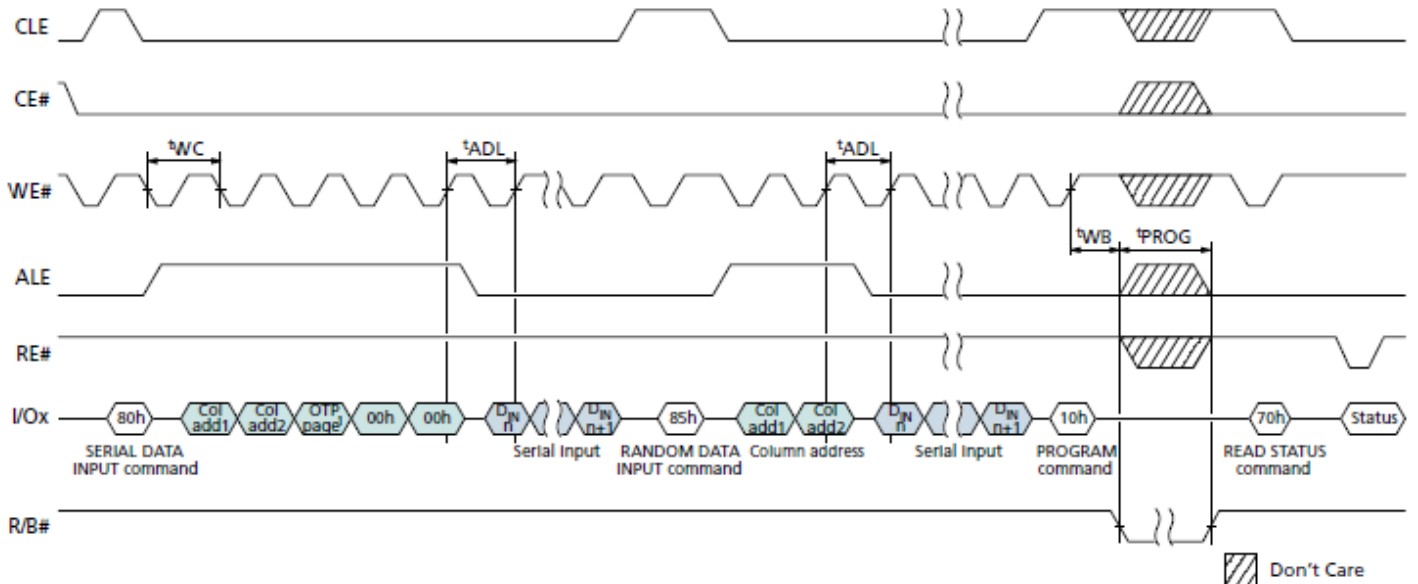 CLE
CE#
tWC
tADL
tADL
WE#
tWB
tPROG
ALE
RE#
I/Ox
80h
Col add1
Col add2
OTP page1
00h
00h
DIN n
DIN n+1
85h
Col add1
Col add2
DIN n
DIN n+1
10h
70h
Status
SERIAL DATA
INPUT command
Serial input
RANDOM DATA
INPUT command
Column address
Serial input
PROGRAM
command
READ STATUS
command
R/B#
Don't Care